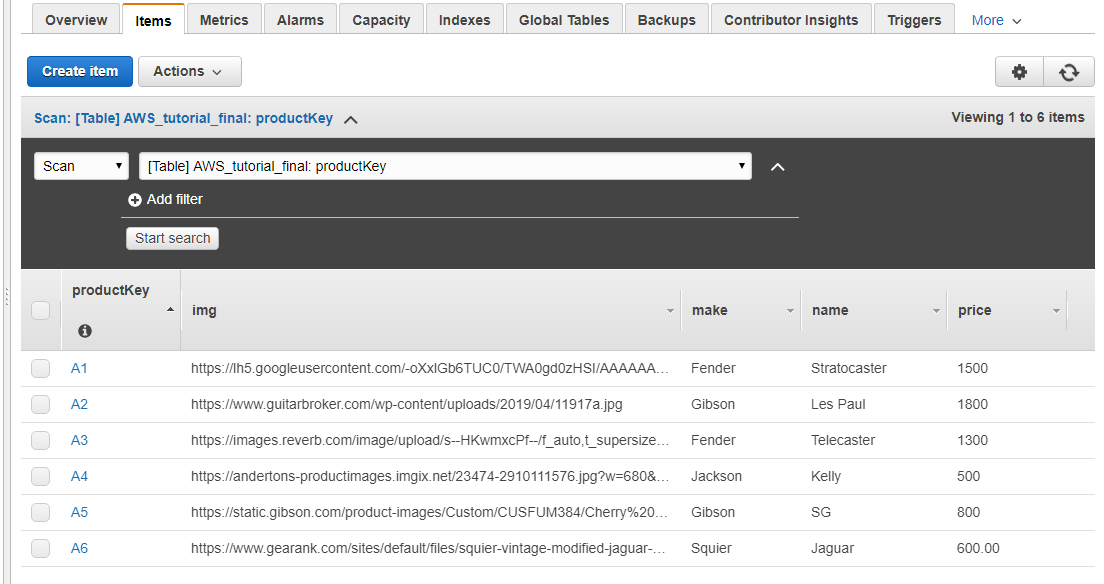 Overview Items Metrics Alarms Capacity Indexes Global Tables Backups Contributor Insights Triggers More
Create item Actions
Scan: [Table] AWS_tutorial_final: productKey Viewing 1 to 6 items
Scan [Table] AWS_tutorial_final: productKey
Add filter
Start search
productKey img make name price
A1 https://lh5.googleusercontent.com/-oXxlGb6TUC0/TWA0gd0zHSI/AAAAAA… Fender Stratocaster 1500
A2 https://www.guitarbroker.com/wp-content/uploads/2019/04/11917a.jpg Gibson Les Paul 1800
A3 https://images.reverb.com/image/upload/s--HKwmxcPf--/f_auto,t_supersize… Fender Telecaster 1300
A4 https://andertons-productimages.imgix.net/23474-2910111576.jpg?w=680&… Jackson Kelly 500
A5 https://static.gibson.com/product-images/Custom/CUSFUM384/Cherry%20… Gibson SG 800
A6 https://www.gearank.com/sites/default/files/squier-vintage-modified-jaguar-… Squier Jaguar 600.00